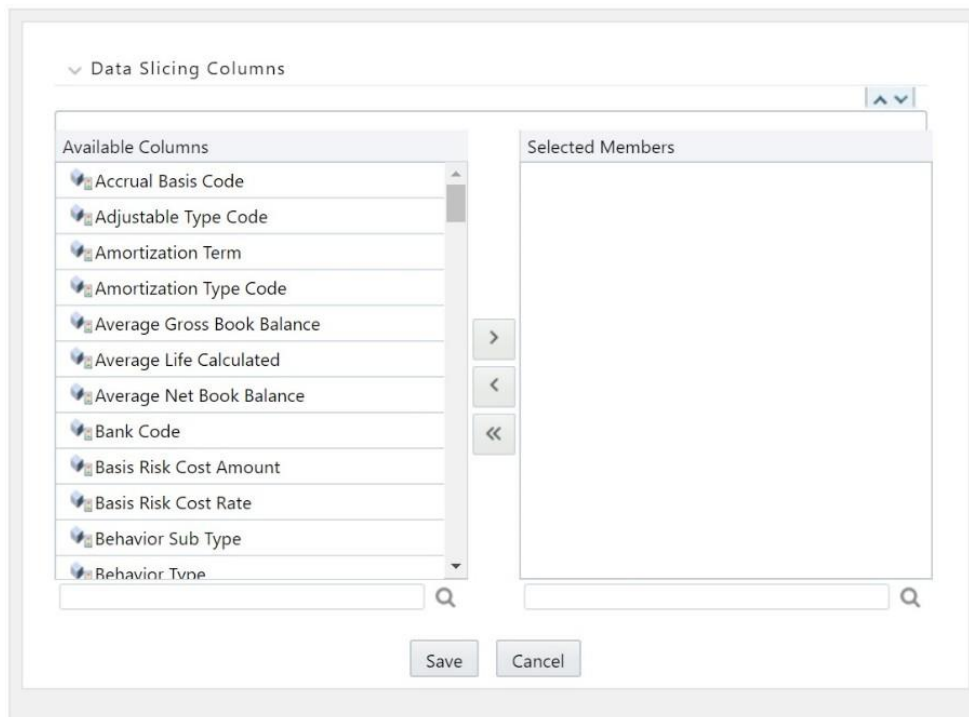 Data Slicing Columns
Available Columns
Selected Members
Accrual Basis Code
Adjustable Type Code
Amortization Term
Amortization Type Code
Average Gross Book Balance
Average Life Calculated
Average Net Book Balance
Bank Code
Basis Risk Cost Amount
Basis Risk Cost Rate
Behavior Sub Type
Behavior Type
Save
Cancel